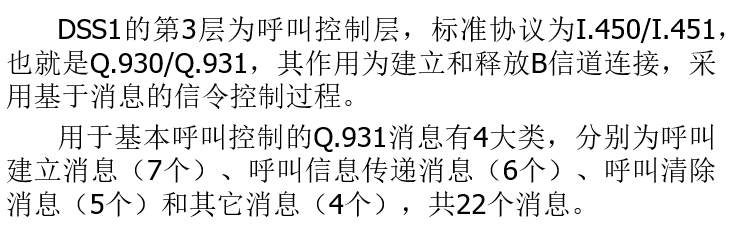 DSS1的第3层为呼叫控制层，标准协议为I.450/I.451，
也就是Q.930/Q.931，其作用为建立和释放B信道连接，采
用基于消息的信令控制过程。
用于基本呼叫控制的Q.931消息有4大类，分别为呼叫
建立消息（7个）、呼叫信息传递消息（6个）、呼叫清除
消息（5个）和其它消息（4个），共22个消息。